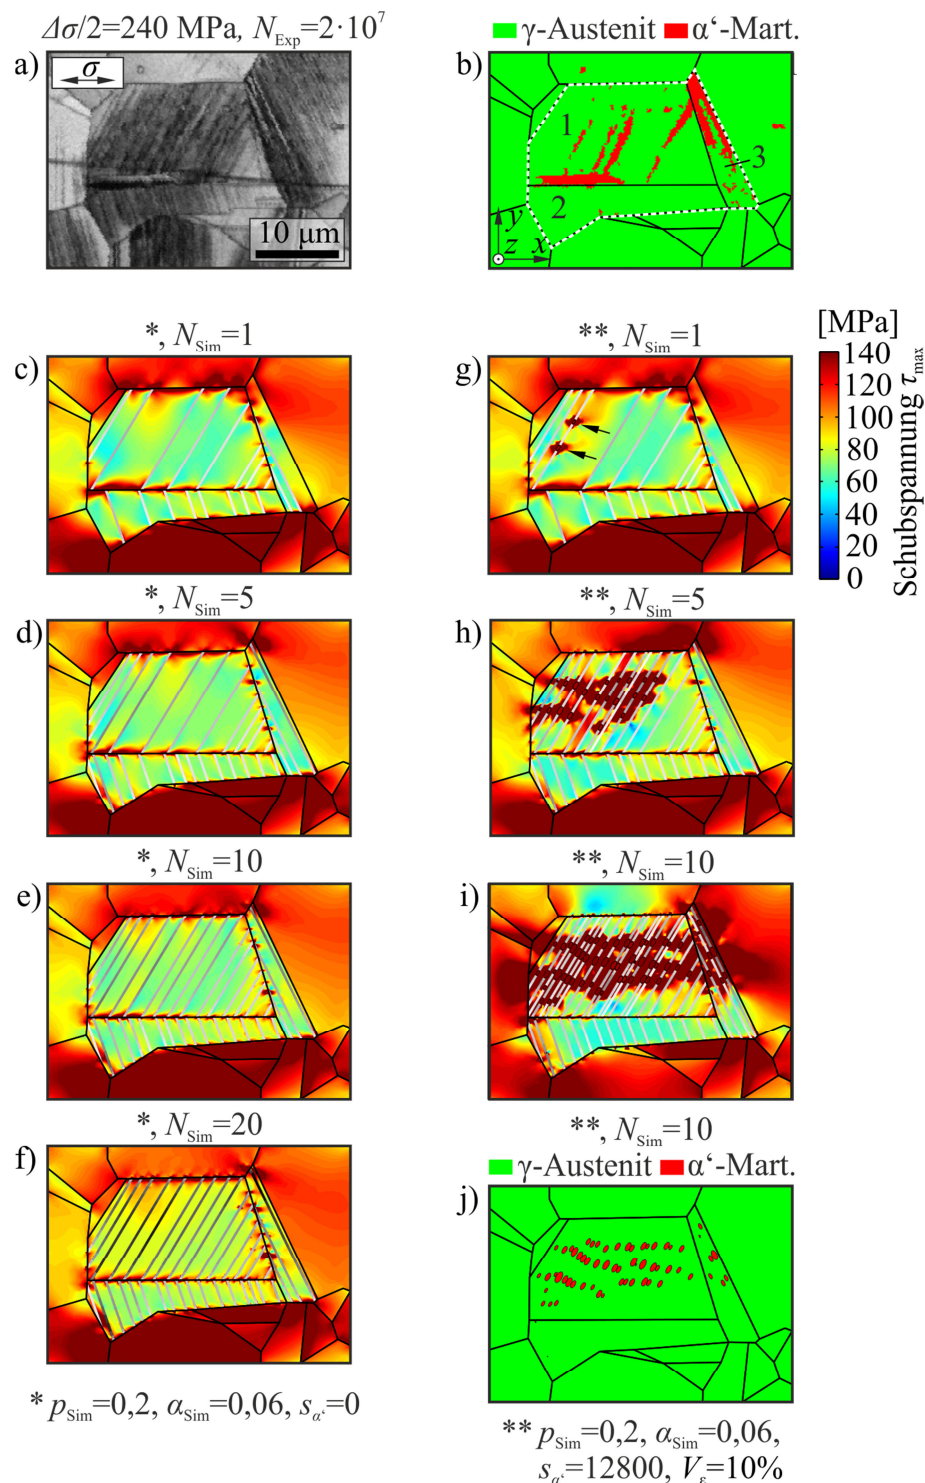 Δσ/2=240 MPa, N_Exp=2·10⁷
γ-Austenit α‘-Mart.
a)
σ
10 μm
b)
1
2
3
y
z x
*, N_Sim=1
**, N_Sim=1
c)
g)
[MPa]
140
120
100
80
60
40
20
0
Schubspannung τ_max
*, N_Sim=5
**, N_Sim=5
d)
h)
*, N_Sim=10
**, N_Sim=10
e)
i)
*, N_Sim=20
**, N_Sim=10
f)
γ-Austenit α‘-Mart.
j)
* p_Sim=0,2, α_Sim=0,06, s_α‘=0
** p_Sim=0,2, α_Sim=0,06,
s_α‘=12800, V_ε=10%